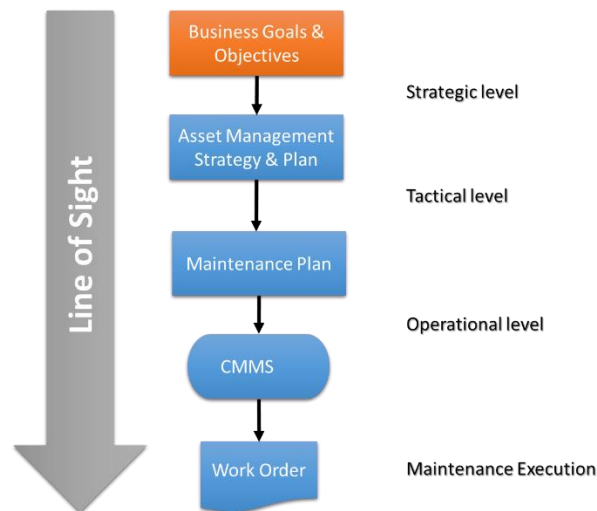 Business Goals &
Objectives
Strategic level
Asset Management
Strategy & Plan
Tactical level
Line of Sight
Maintenance Plan
Operational level
CMMS
Work Order
Maintenance Execution